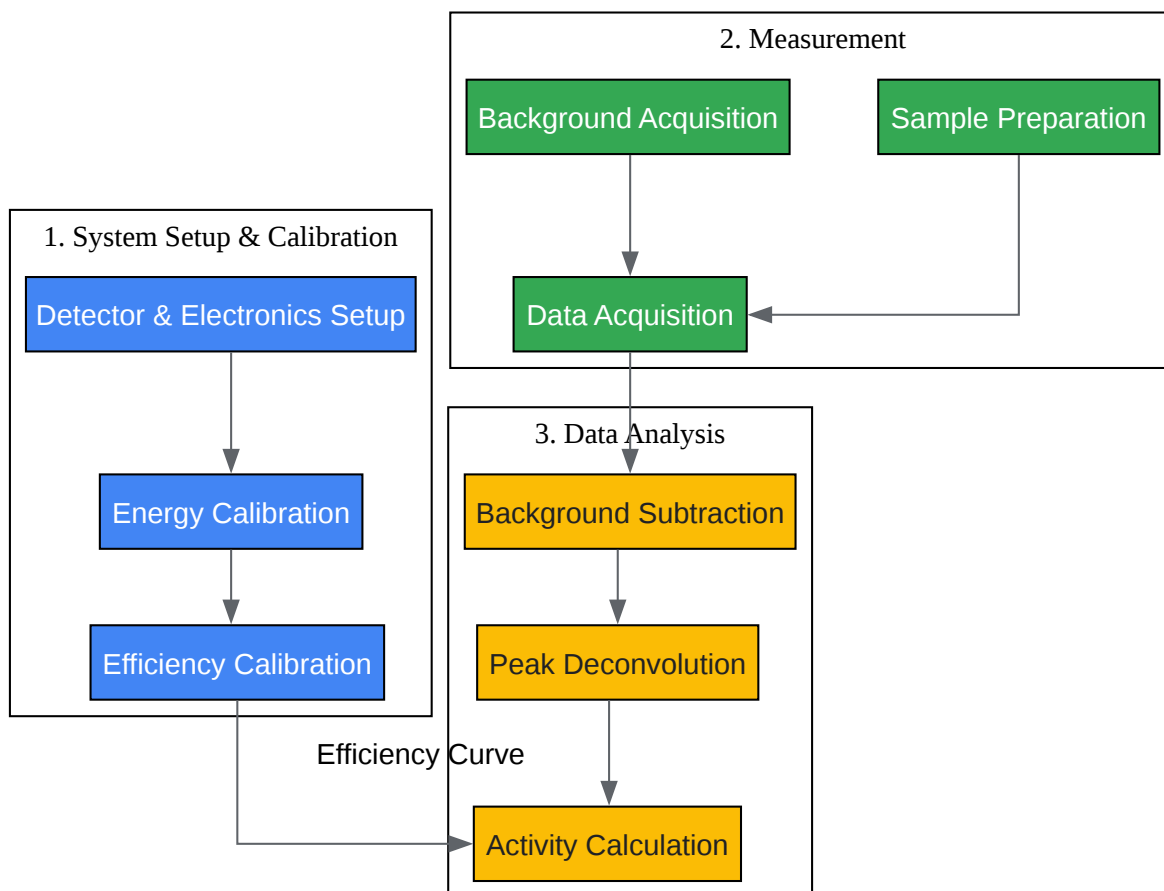 2. Measurement
Background Acquisition
Sample Preparation
Data Acquisition
1. System Setup & Calibration
Detector & Electronics Setup
Energy Calibration
Efficiency Calibration
3. Data Analysis
Background Subtraction
Peak Deconvolution
Efficiency Curve
Activity Calculation